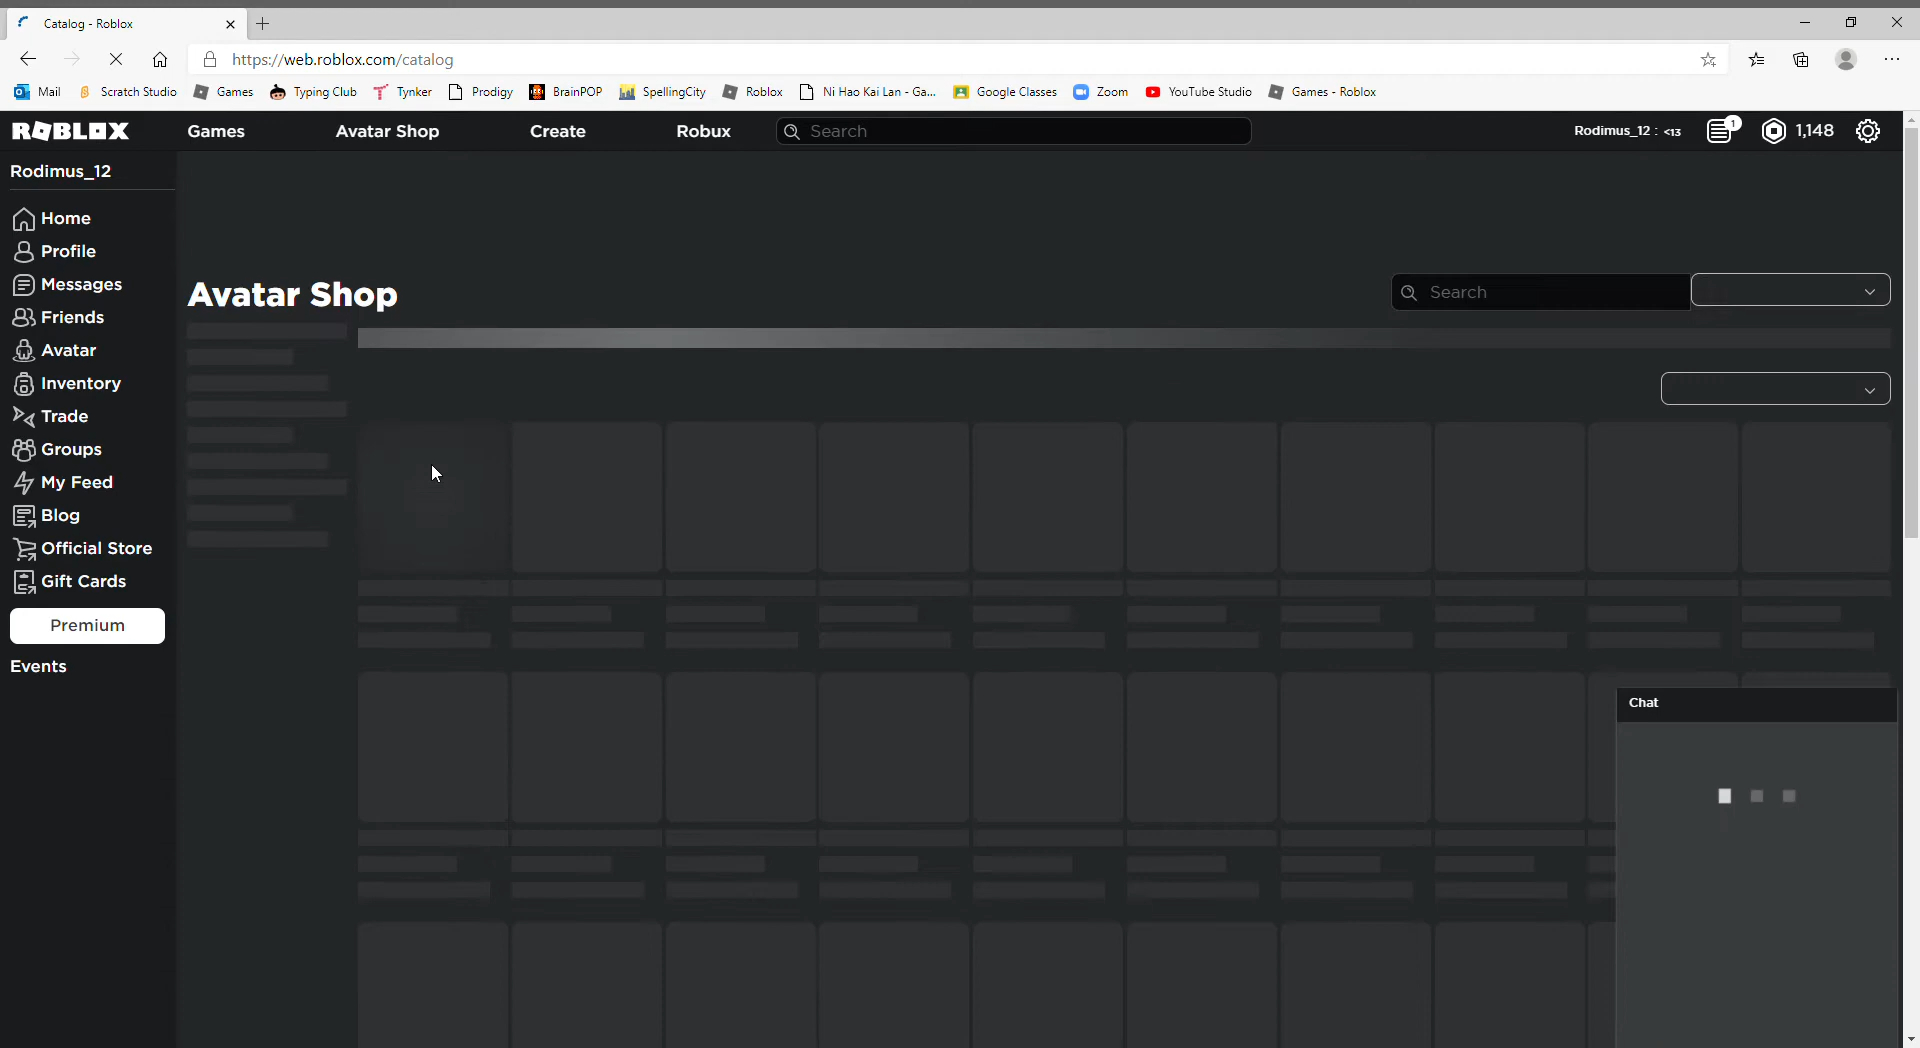 Catalog - Roblox
https://web.roblox.com/catalog
Mail
Scratch Studio
Games
Typing Club
Tynker
Prodigy
BrainPOP
SpellingCity
Roblox
Ni Hao Kai Lan - Ga...
Google Classes
Zoom
YouTube Studio
Games - Roblox
ROBLOX
Games
Avatar Shop
Create
Robux
Search
Rodimus_12 : <13
1
1,148
Rodimus_12
Home
Profile
Messages
Friends
Avatar
Inventory
Trade
Groups
My Feed
Blog
Official Store
Gift Cards
Premium
Events
Avatar Shop
Search
Chat